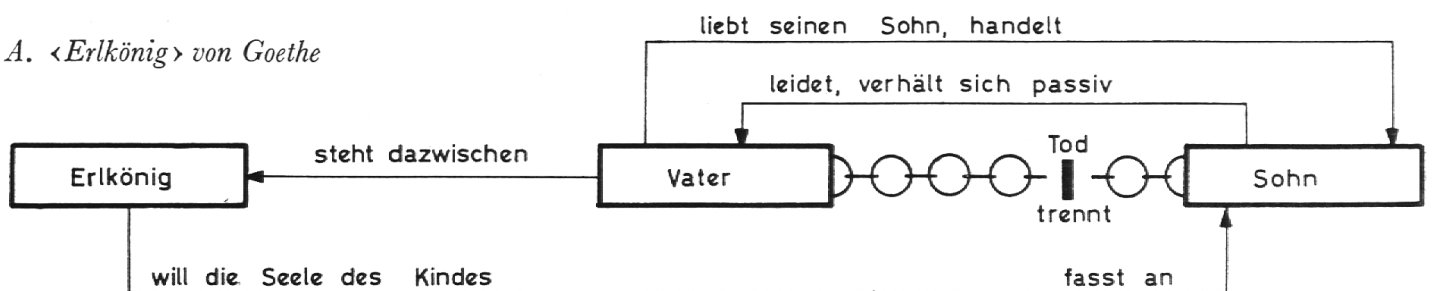 liebt seinen Sohn, handelt
A. ‹Erlkönig› von Goethe
leidet, verhält sich passiv
Tod
steht dazwischen
Erlkönig
Vater
Sohn
trennt
will die Seele des Kindes
fasst an